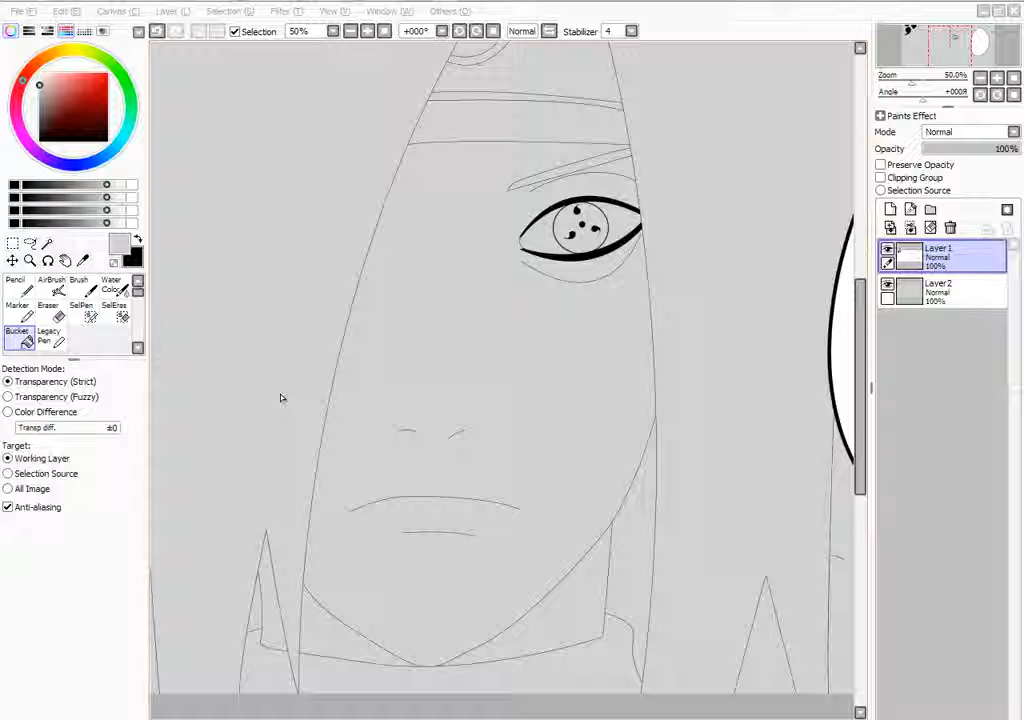 File (F) Edit (E) Canvas (C) Layer (L) Selection (S) Filter (T) View (V) Window (W) Others (O)
Selection 50% +000° Normal Stabilizer 4
Zoom 50.0%
Angle +000Я
Paints Effect
Mode Normal
Opacity 100%
Preserve Opacity
Clipping Group
Selection Source
Layer1
Normal
100%
Layer2
Normal
100%
Pencil AirBrush Brush Water Color
Marker Eraser SelPen SelEras
Bucket Legacy Pen
Detection Mode:
Transparency (Strict)
Transparency (Fuzzy)
Color Difference
Transp diff. ±0
Target:
Working Layer
Selection Source
All Image
Anti-aliasing